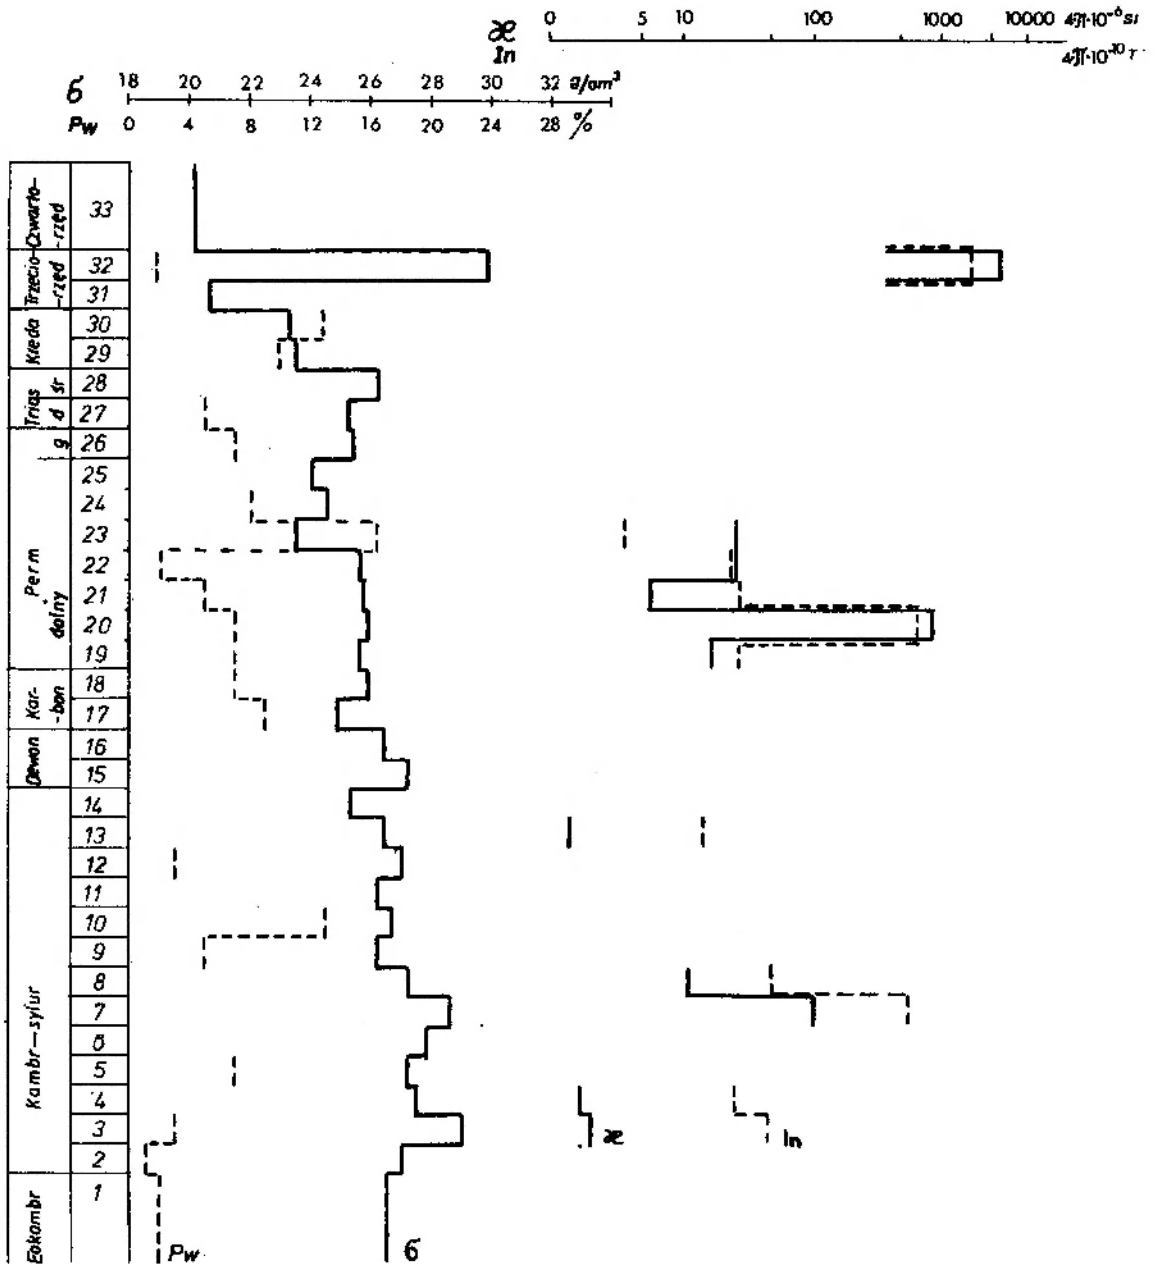 æ 0 5 10 100 1000 10000 4π·10⁻⁶ SI
In 4π·10⁻¹⁰ T
б 18 20 22 24 26 28 30 32 g/cm³
Pw 0 4 8 12 16 20 24 28 %
Czwarto-
-rzęd
33
Trzecio-
-rzęd
32
31
Kreda
30
29
Trias
śr
28
d
27
g
26
Perm
dolny
25
24
23
22
21
20
19
Kar-
-bon
18
17
Dewon
16
15
Kambr–sylur
14
13
12
11
10
9
8
7
6
5
4
3
2
Eokambr
1
æ
In
Pw
б